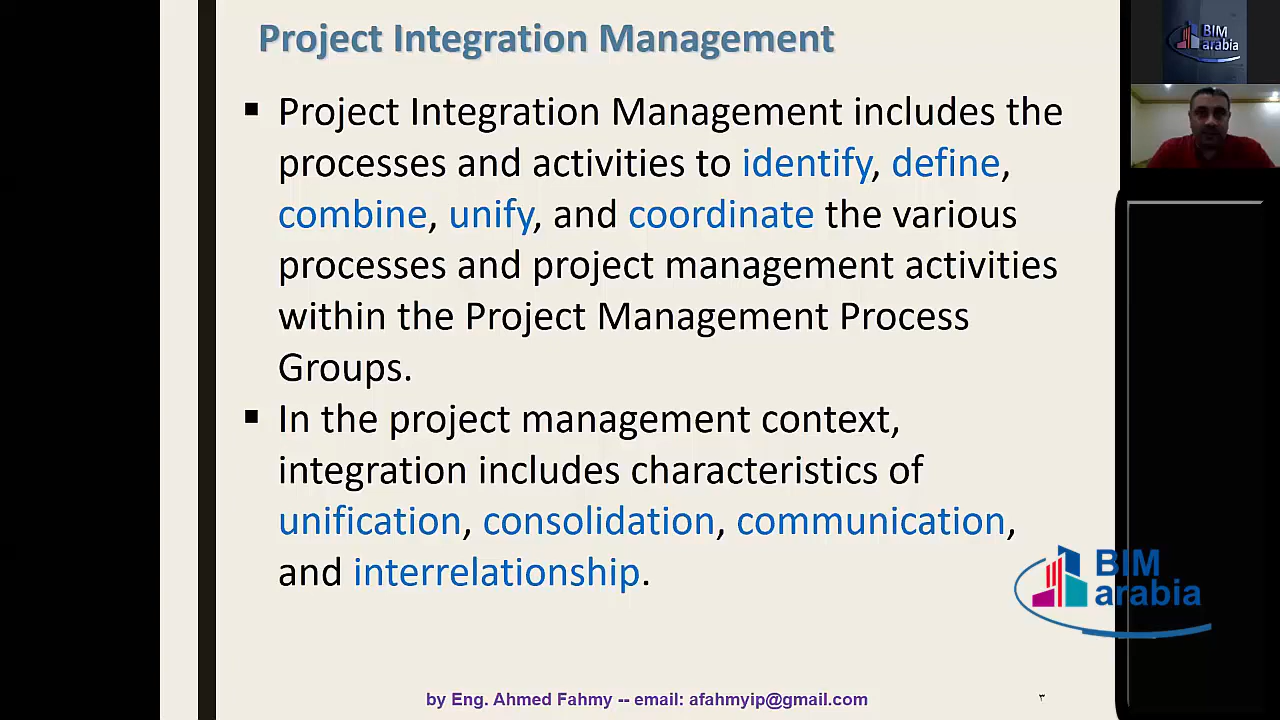 Project Integration Management
▪ Project Integration Management includes the
processes and activities to identify, define,
combine, unify, and coordinate the various
processes and project management activities
within the Project Management Process
Groups.
▪ In the project management context,
integration includes characteristics of
unification, consolidation, communication,
and interrelationship.
by Eng. Ahmed Fahmy -- email: afahmyip@gmail.com
٣
BIM
arabia
BIM
arabia